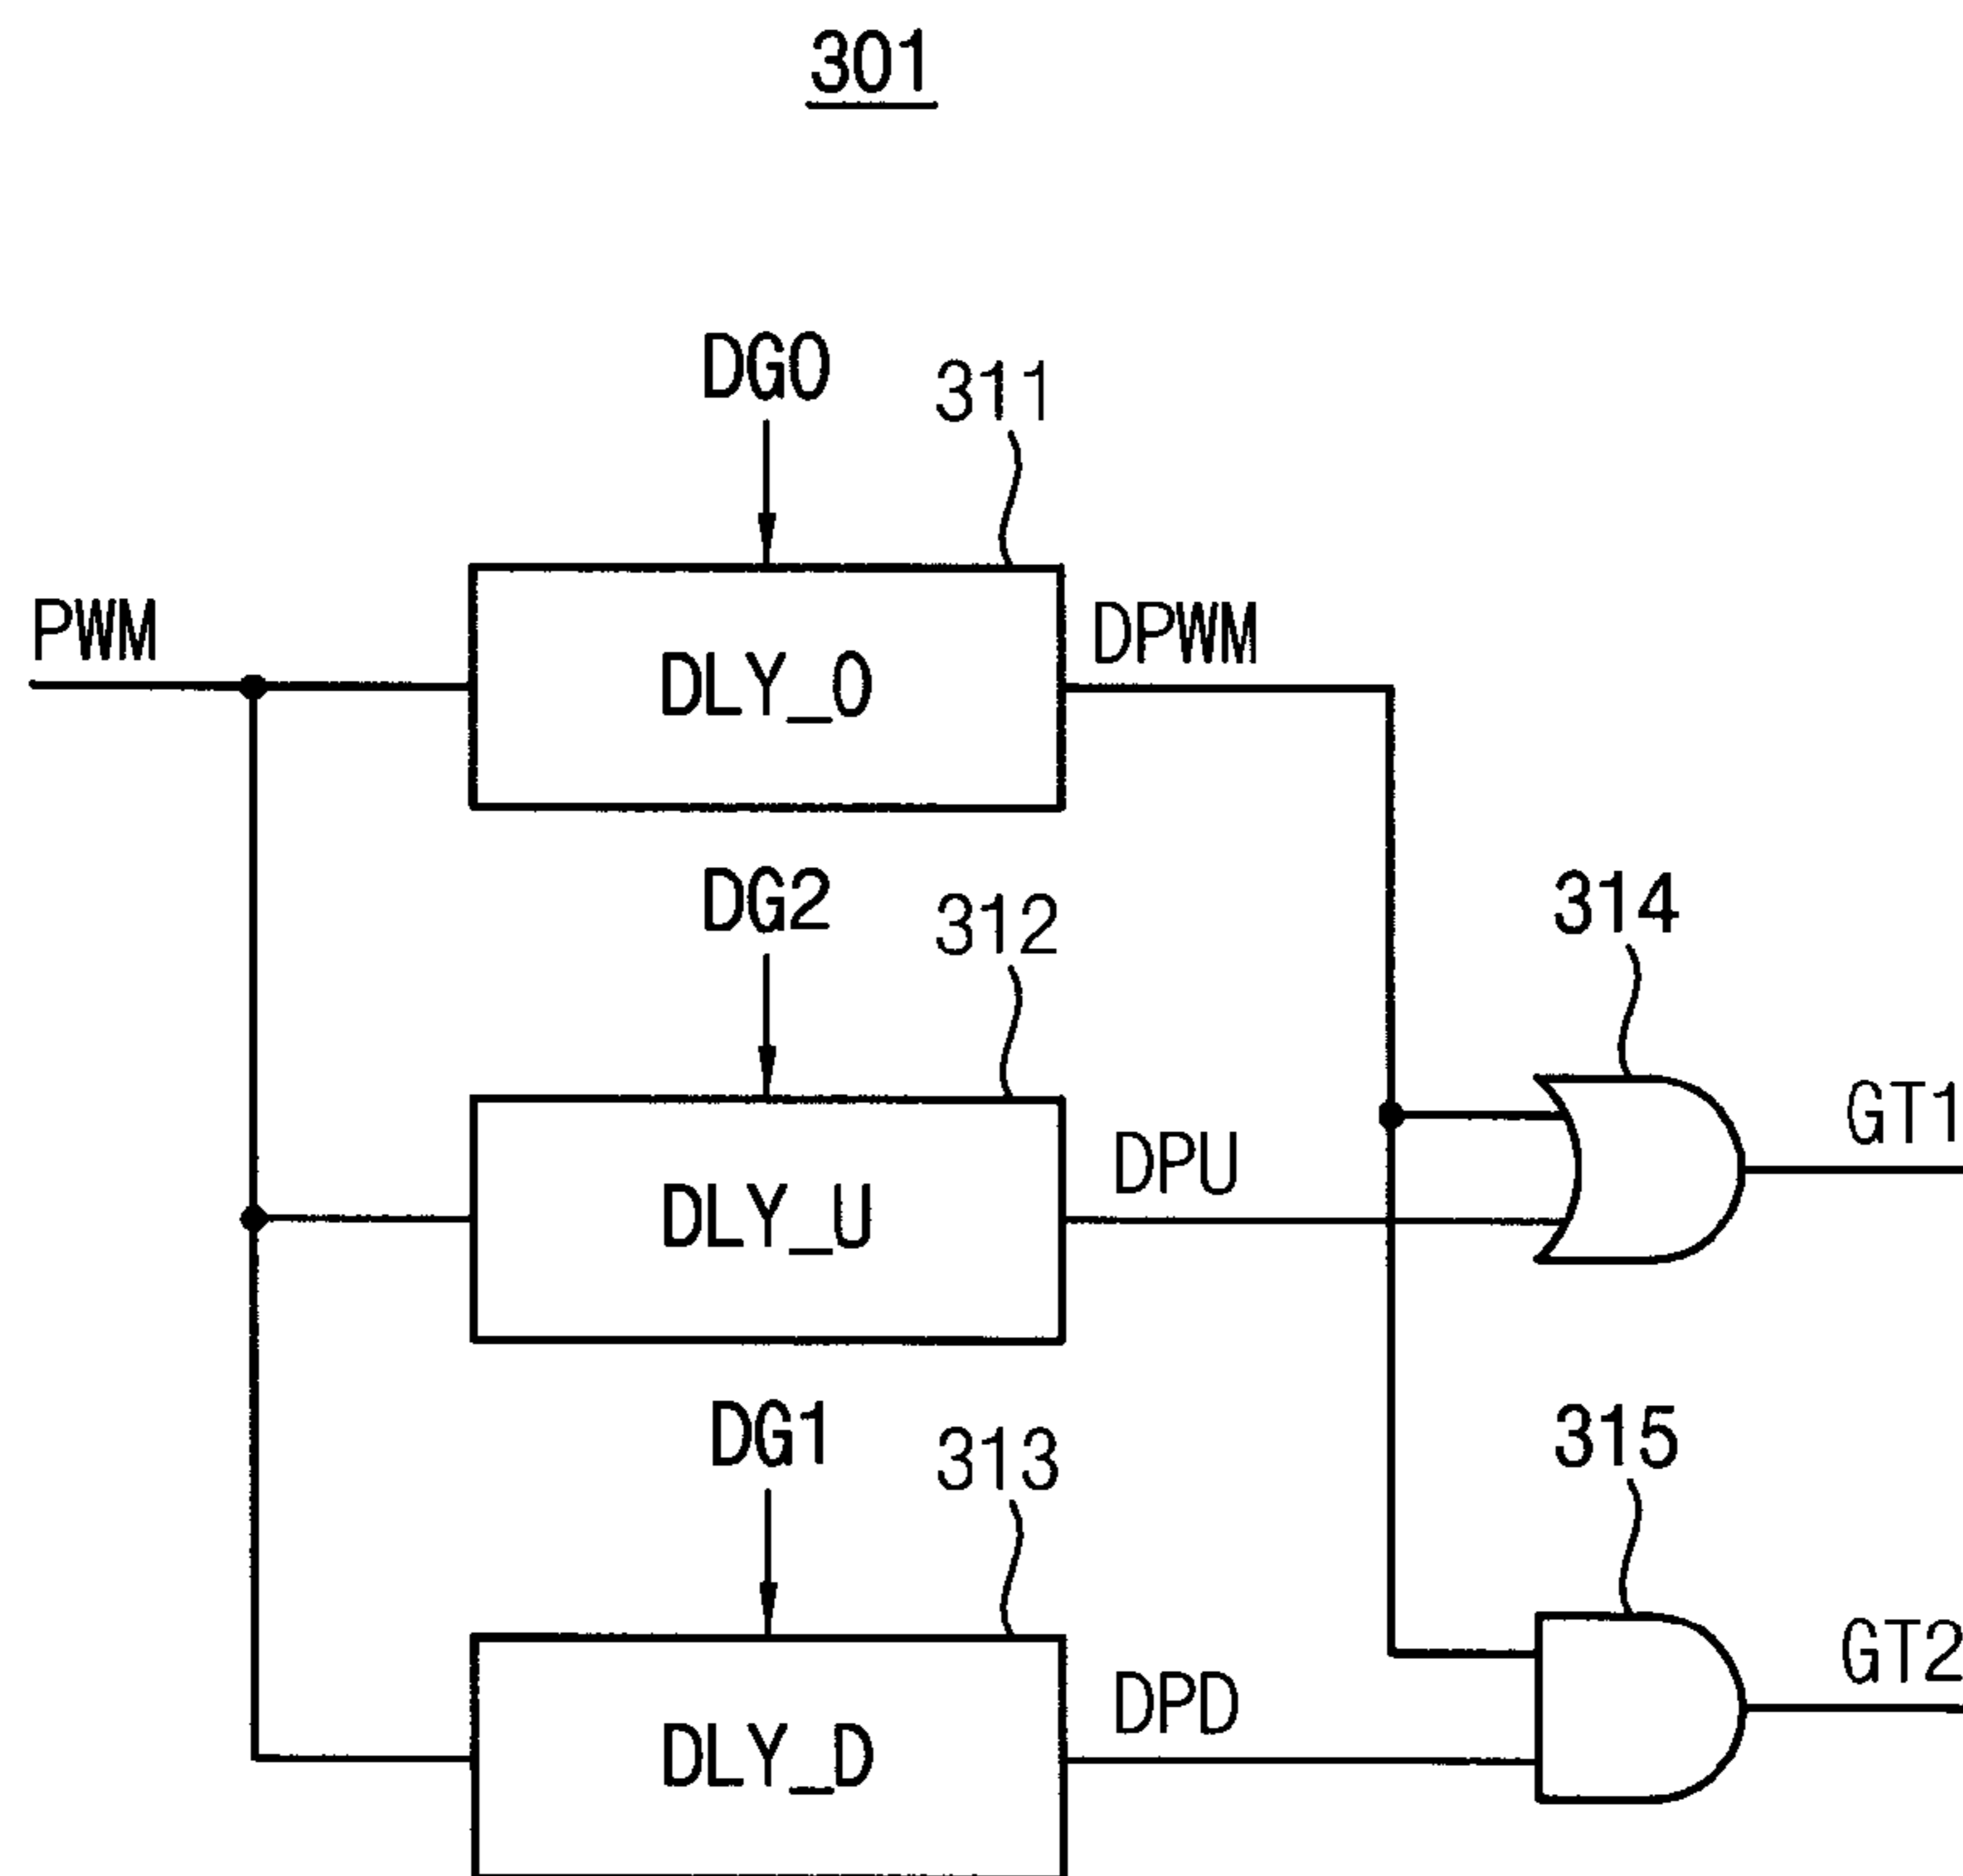 301
DG0
311
PWM
DLY_0
DPWM
DG2
312
314
DLY_U
DPU
GT1
DG1
313
315
DLY_D
DPD
GT2